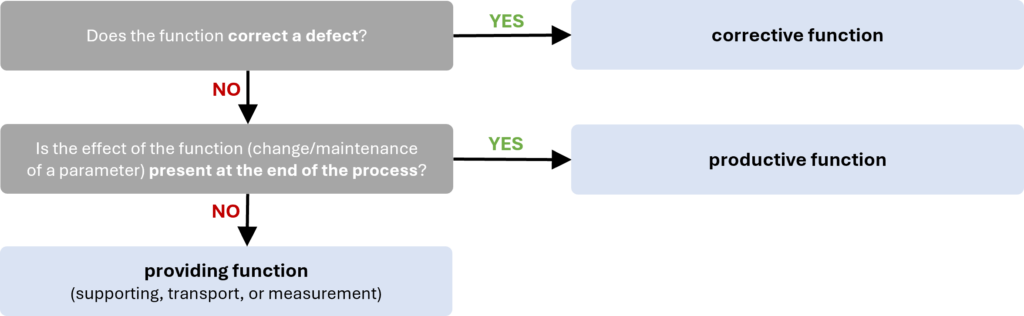 Does the function correct a defect?
YES
corrective function
NO
Is the effect of the function (change/maintenance
of a parameter) present at the end of the process?
YES
productive function
NO
providing function
(supporting, transport, or measurement)